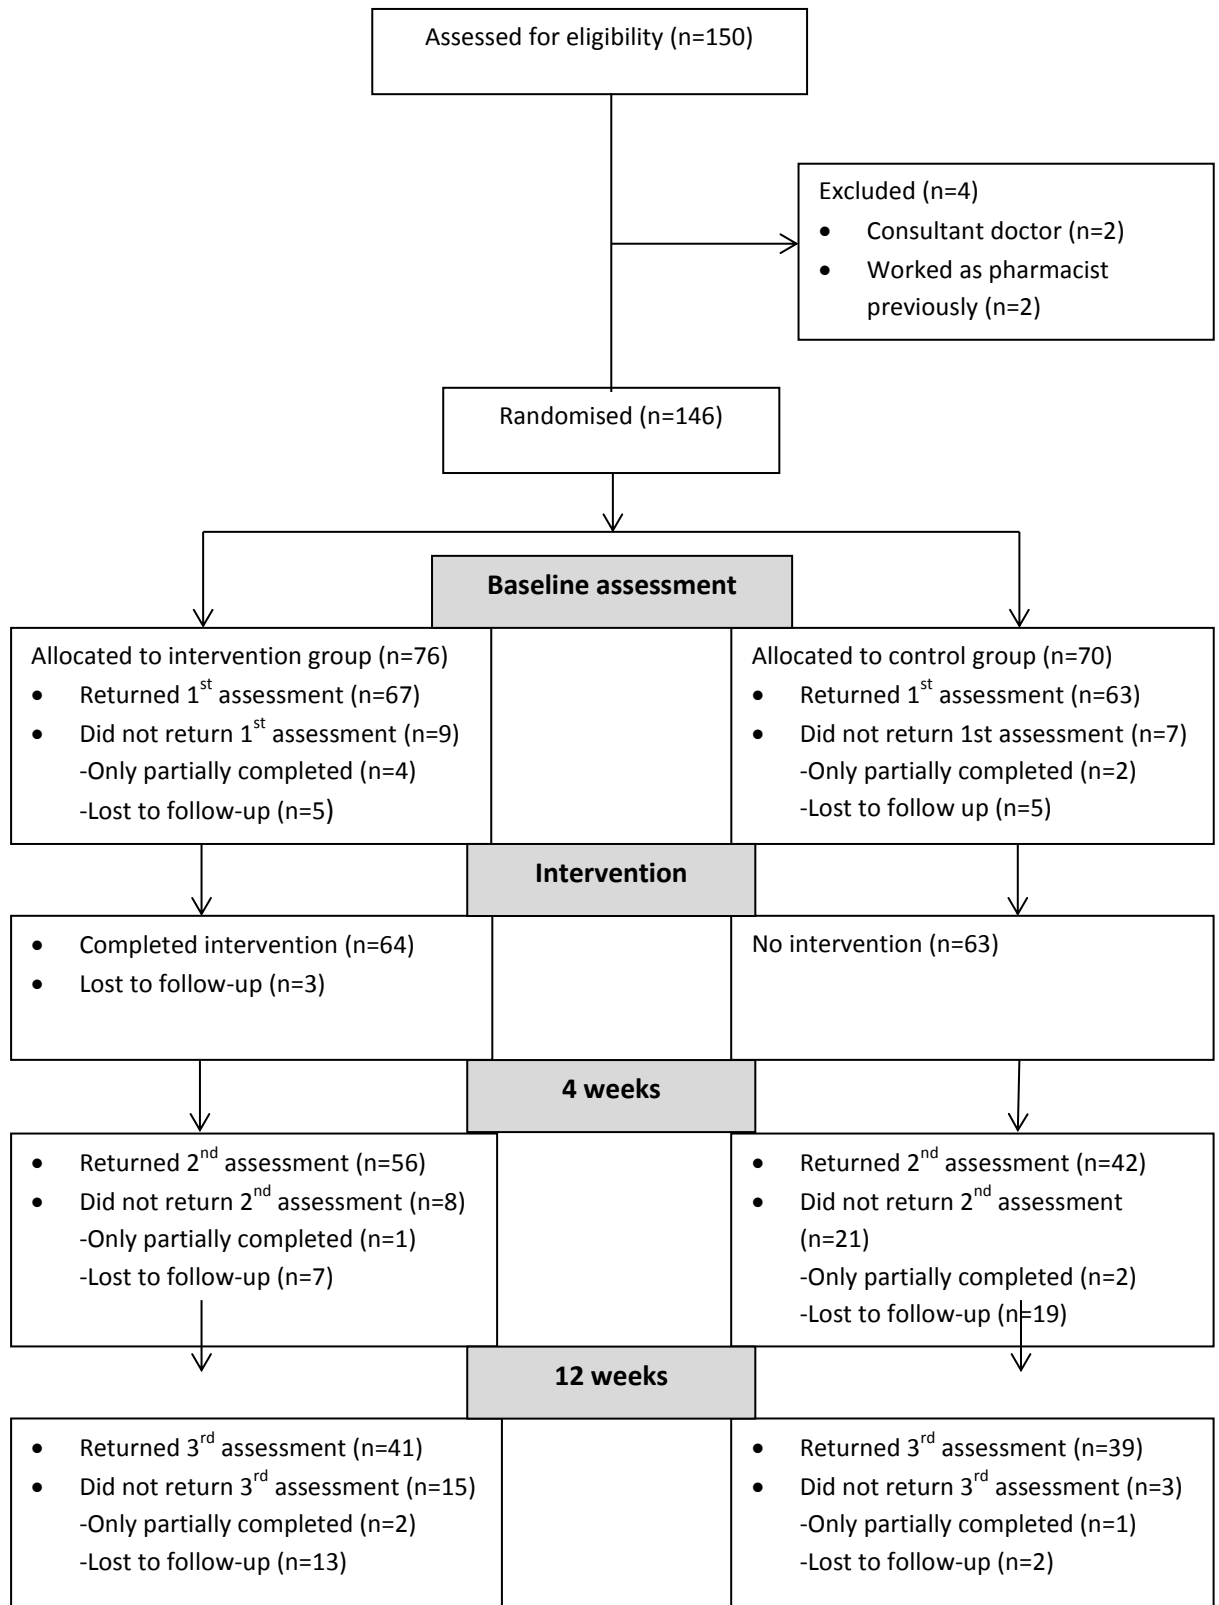 Assessed for eligibility (n=150)
Excluded (n=4)
• Consultant doctor (n=2)
• Worked as pharmacist
previously (n=2)
Randomised (n=146)
Baseline assessment
Allocated to intervention group (n=76)
• Returned 1st assessment (n=67)
• Did not return 1st assessment (n=9)
-Only partially completed (n=4)
-Lost to follow-up (n=5)
Allocated to control group (n=70)
• Returned 1st assessment (n=63)
• Did not return 1st assessment (n=7)
-Only partially completed (n=2)
-Lost to follow up (n=5)
Intervention
• Completed intervention (n=64)
• Lost to follow-up (n=3)
No intervention (n=63)
4 weeks
• Returned 2nd assessment (n=56)
• Did not return 2nd assessment (n=8)
-Only partially completed (n=1)
-Lost to follow-up (n=7)
• Returned 2nd assessment (n=42)
• Did not return 2nd assessment
(n=21)
-Only partially completed (n=2)
-Lost to follow-up (n=19)
12 weeks
• Returned 3rd assessment (n=41)
• Did not return 3rd assessment (n=15)
-Only partially completed (n=2)
-Lost to follow-up (n=13)
• Returned 3rd assessment (n=39)
• Did not return 3rd assessment (n=3)
-Only partially completed (n=1)
-Lost to follow-up (n=2)